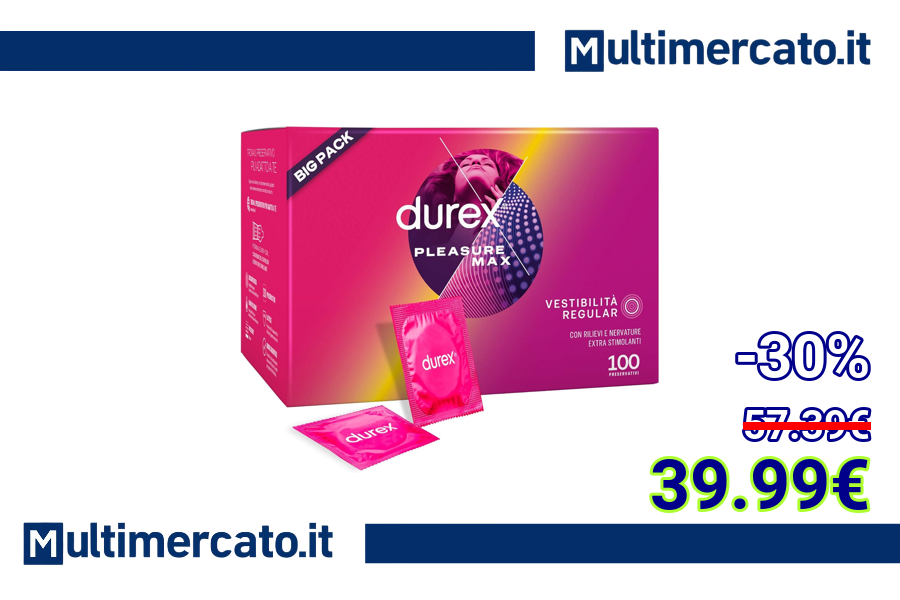 Multimercato.it
BIG PACK
durex
PLEASURE
MAX
VESTIBILITÀ
REGULAR
CON RILIEVI E NERVATURE
EXTRA STIMOLANTI
100
PRESERVATIVI
durex
durex
-30%
57.39€
39.99€
Multimercato.it